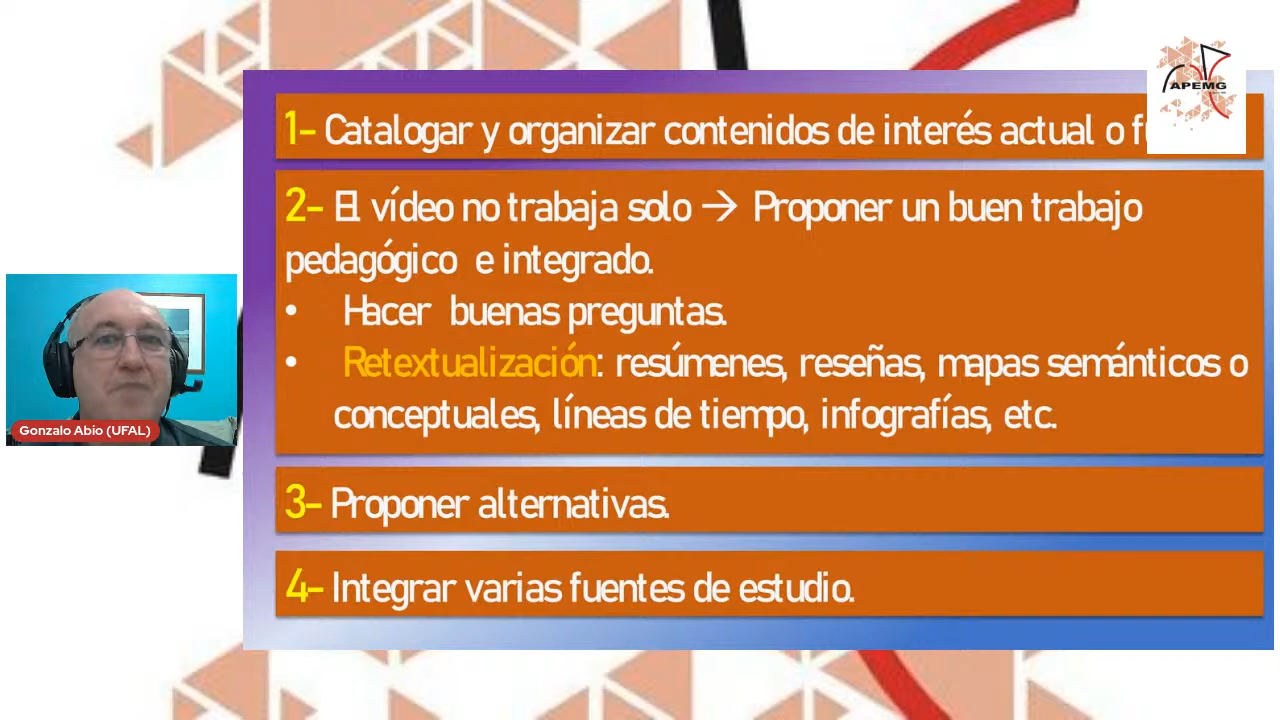 1- Catalogar y organizar contenidos de interés actual o
APEMG
2- El vídeo no trabaja solo → Proponer un buen trabajo
pedagógico e integrado.
• Hacer buenas preguntas.
• Retextualización: resúmenes, reseñas, mapas semánticos o
conceptuales, líneas de tiempo, infografías, etc.
Gonzalo Abio (UFAL)
3- Proponer alternativas.
4- Integrar varias fuentes de estudio.